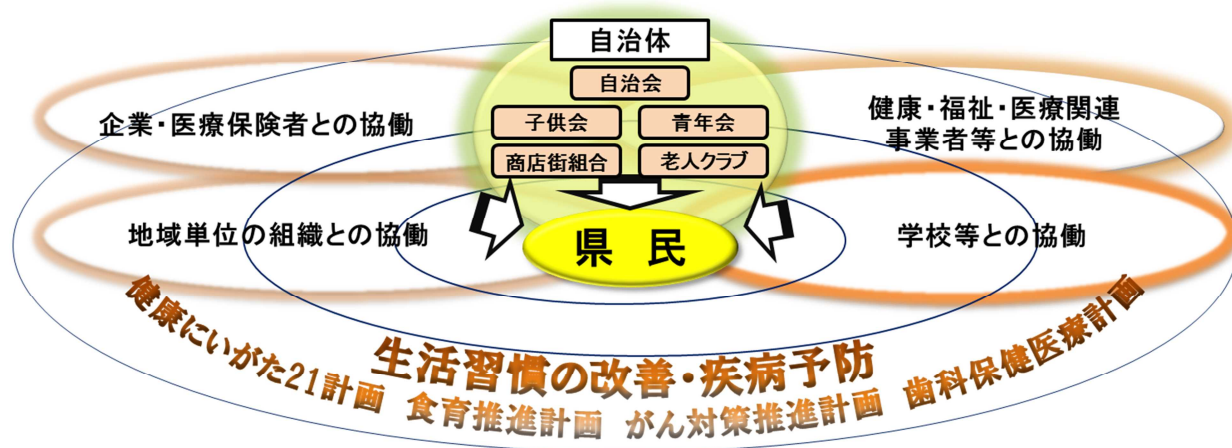 自治体
自治会
子供会
青年会
商店街組合
老人クラブ
企業・医療保険者との協働
健康・福祉・医療関連
事業者等との協働
地域単位の組織との協働
学校等との協働
県 民
生活習慣の改善・疾病予防
健康にいがた21計画 食育推進計画 がん対策推進計画 歯科保健医療計画